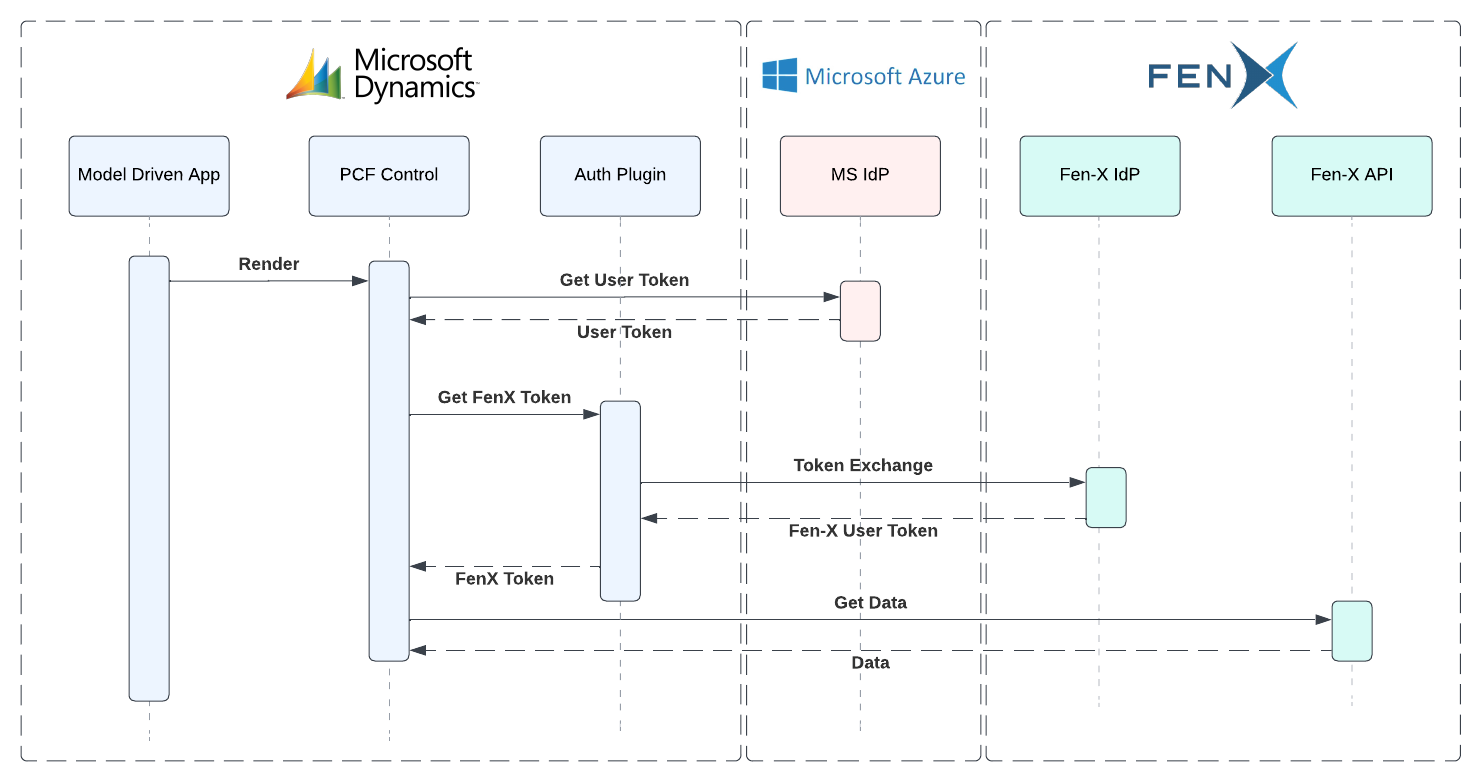 Microsoft
Dynamics™
Microsoft Azure
FEN X
Model Driven App
PCF Control
Auth Plugin
MS IdP
Fen-X IdP
Fen-X API
Render
Get User Token
User Token
Get FenX Token
Token Exchange
Fen-X User Token
FenX Token
Get Data
Data